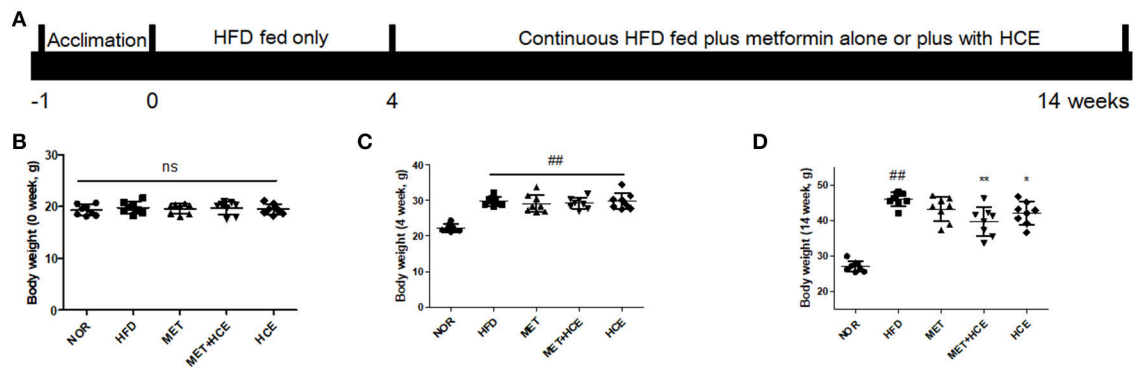 A
Acclimation
HFD fed only
Continuous HFD fed plus metformin alone or plus with HCE
-1
0
4
14 weeks
B
Body weight (0 week, g)
30
20
10
0
ns
NOR
HFD
MET
MET+HCE
HCE
C
Body weight (4 week, g)
40
30
20
10
0
##
NOR
HFD
MET
MET+HCE
HCE
D
Body weight (14 week, g)
50
40
30
20
##
**
*
NOR
HFD
MET
MET+HCE
HCE